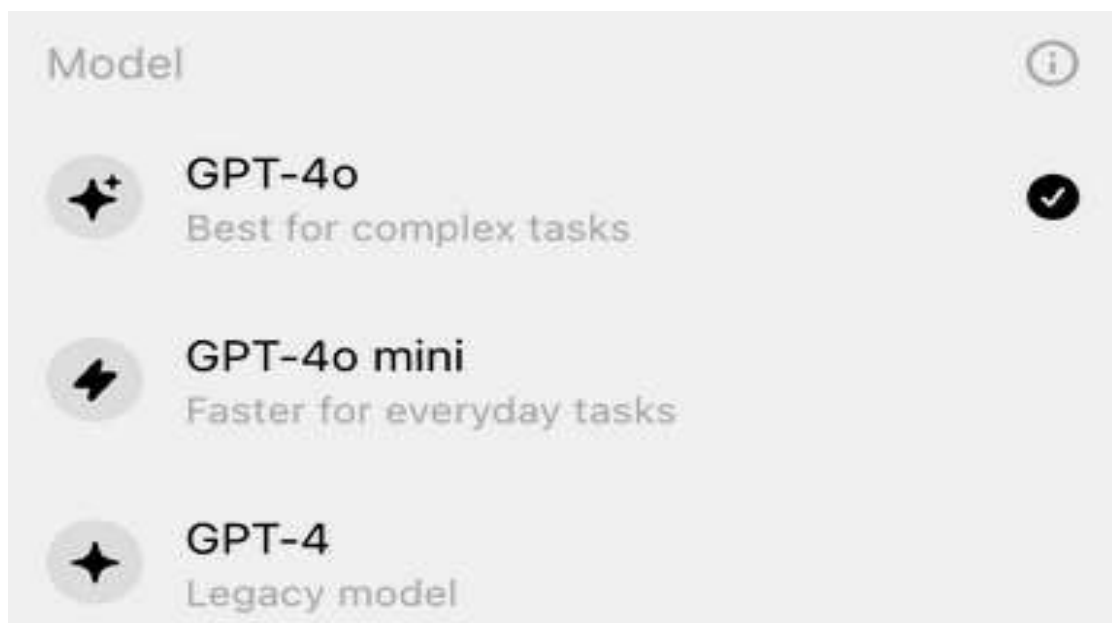 Model
GPT-4o
Best for complex tasks
GPT-4o mini
Faster for everyday tasks
GPT-4
Legacy model